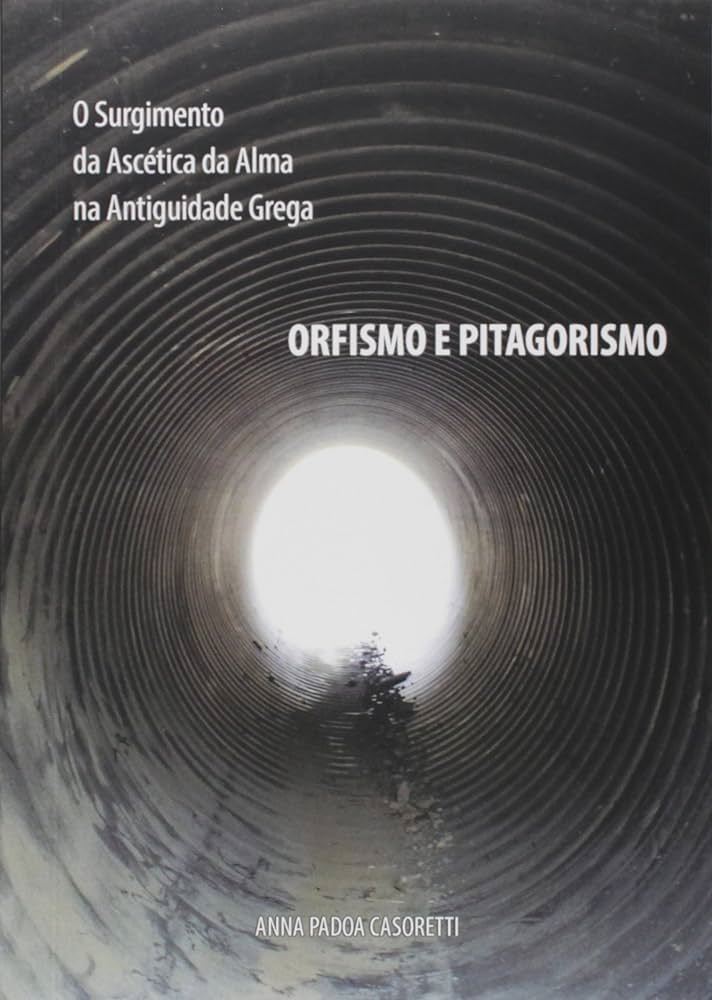 O Surgimento
da Ascética da Alma
na Antiguidade Grega
ORFISMO E PITAGORISMO
ANNA PADOA CASORETTI